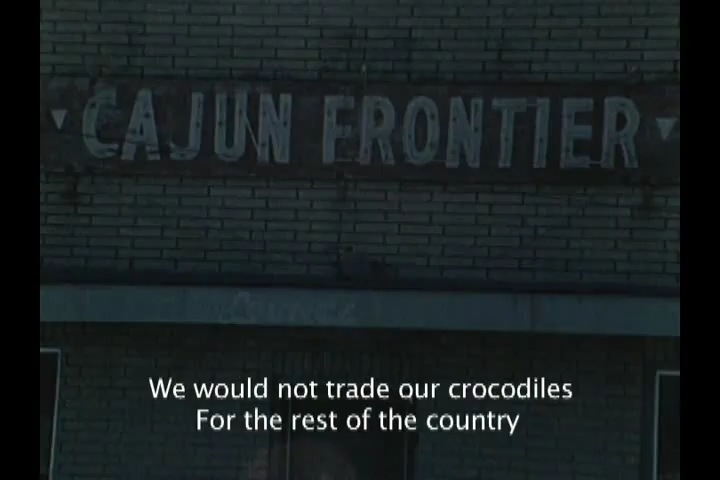 CAJUN FRONTIER
We would not trade our crocodiles
For the rest of the country